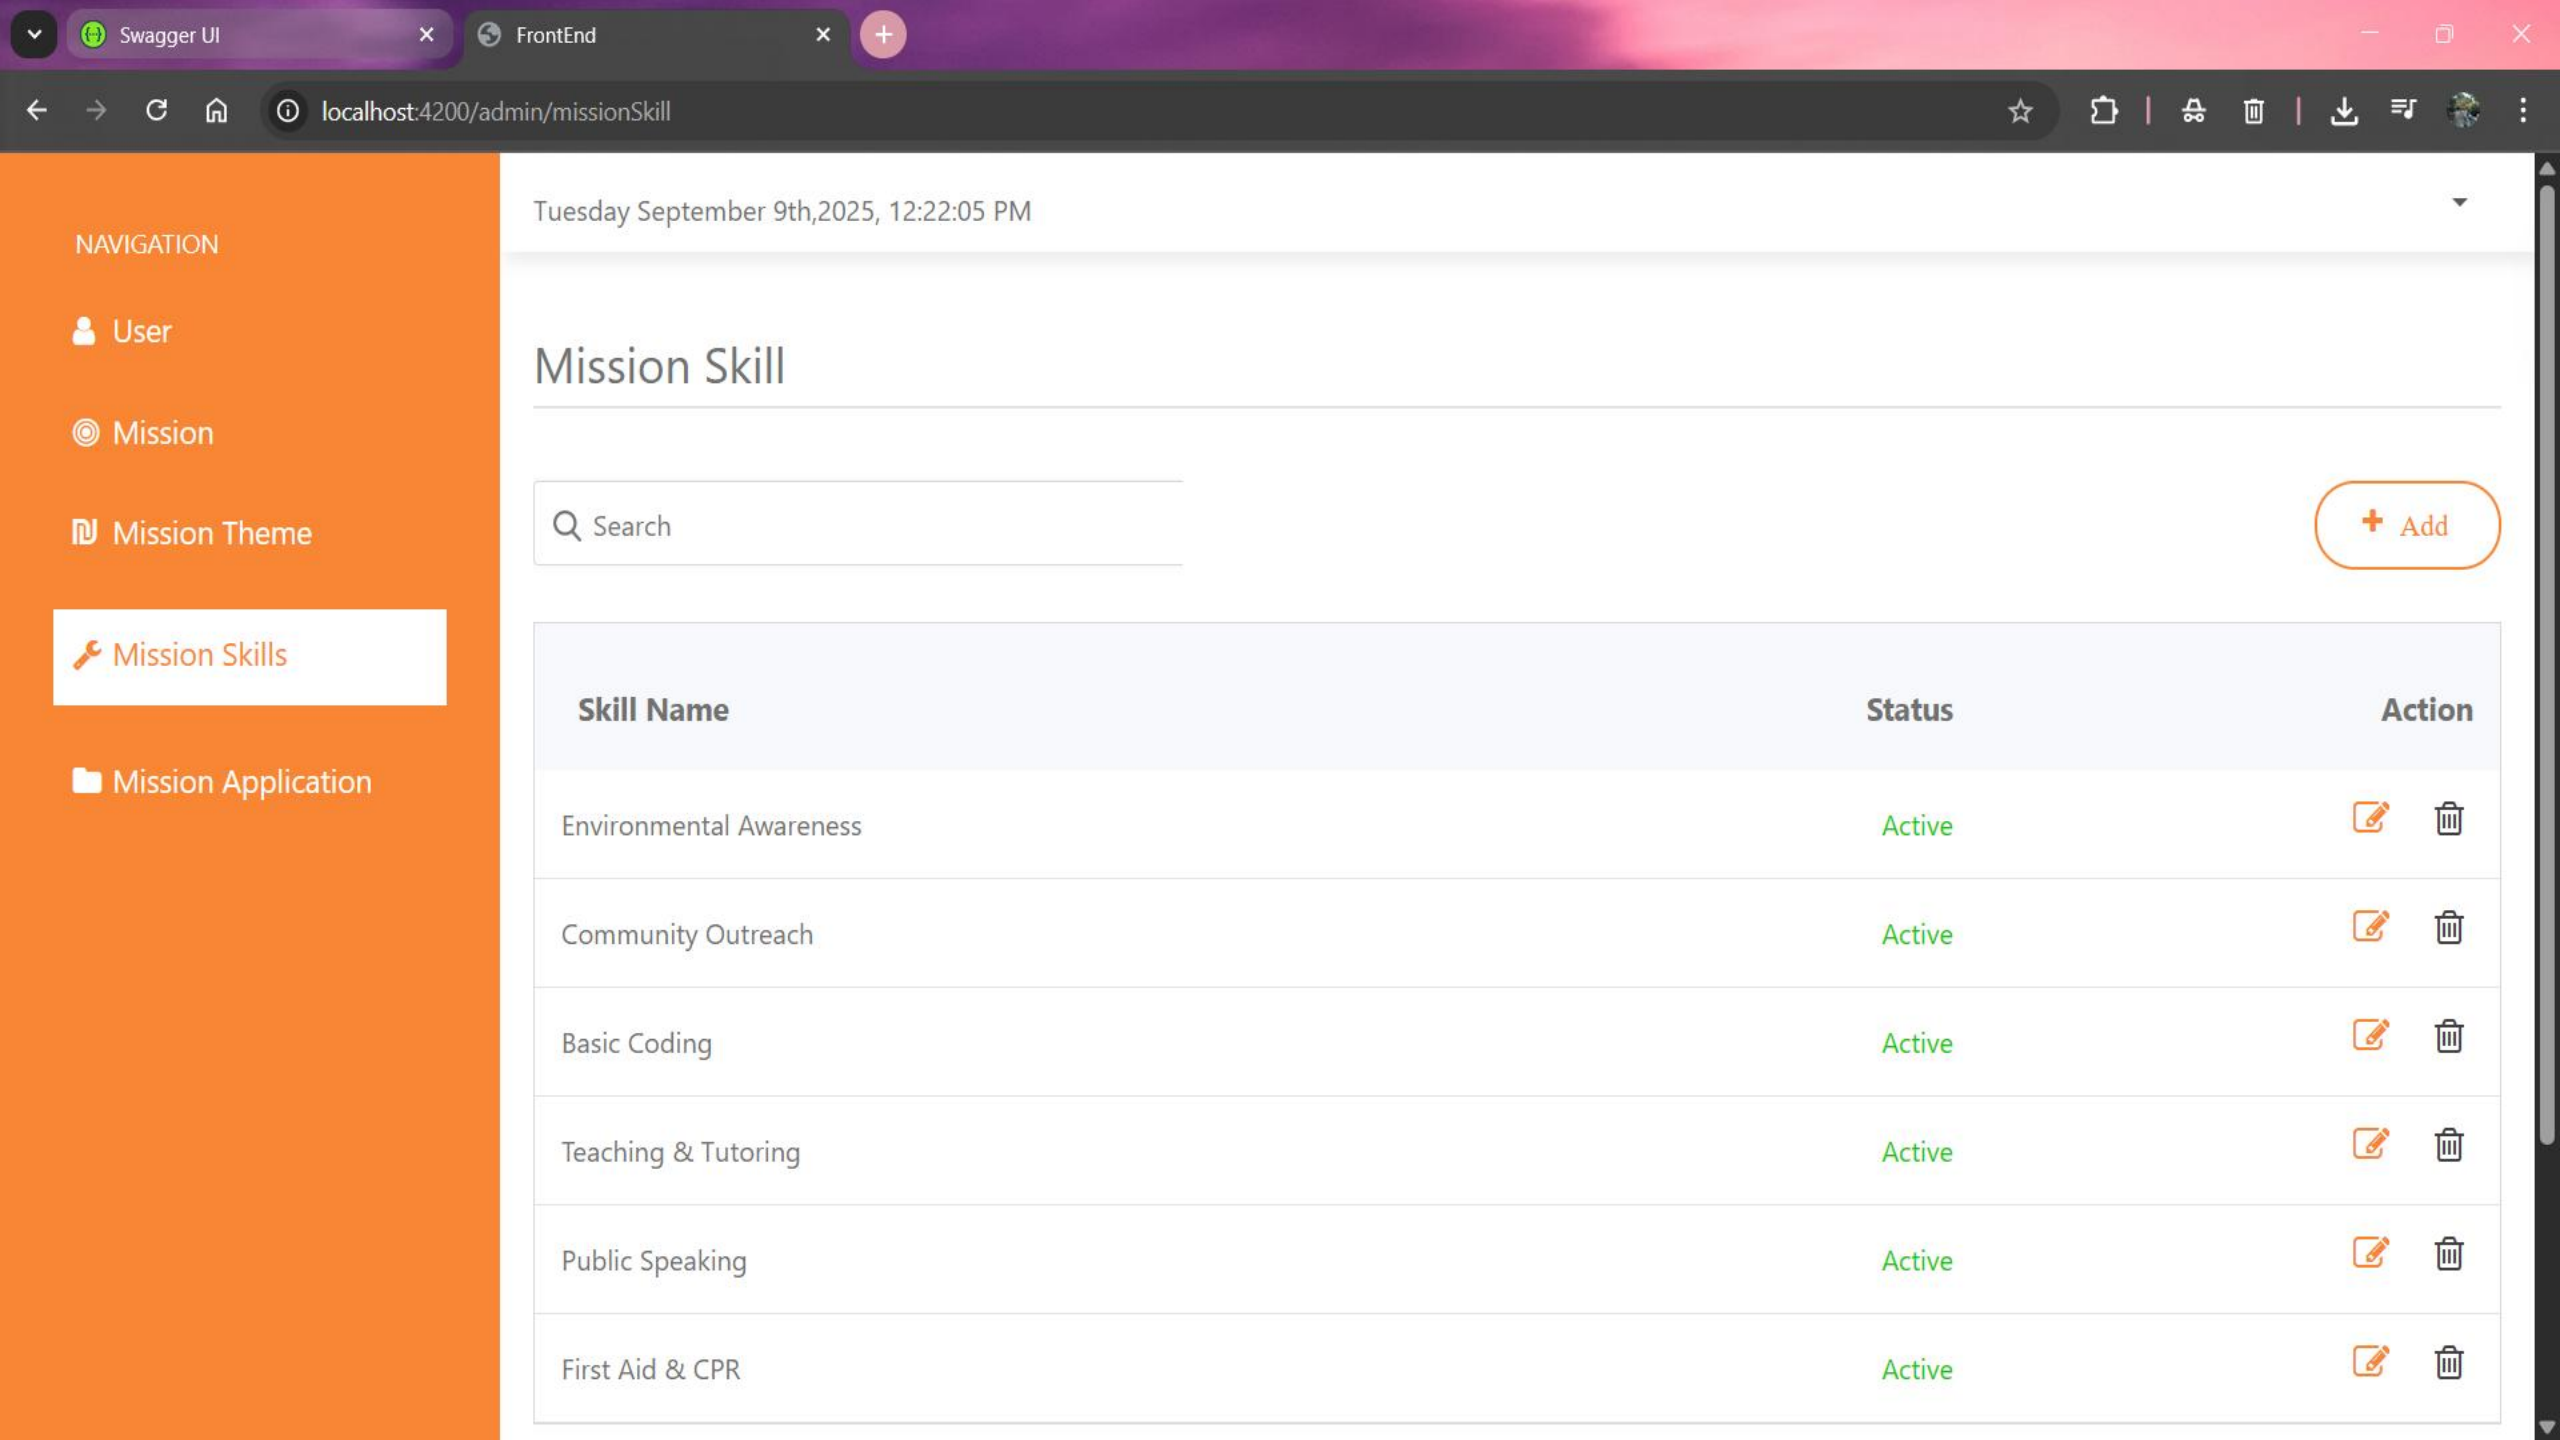 Swagger UI
FrontEnd
localhost:4200/admin/missionSkill
Tuesday September 9th,2025, 12:22:05 PM
NAVIGATION
User
Mission
Mission Theme
Mission Skills
Mission Application
Mission Skill
Search
Add
Skill Name Status Action
Environmental Awareness Active
Community Outreach Active
Basic Coding Active
Teaching & Tutoring Active
Public Speaking Active
First Aid & CPR Active